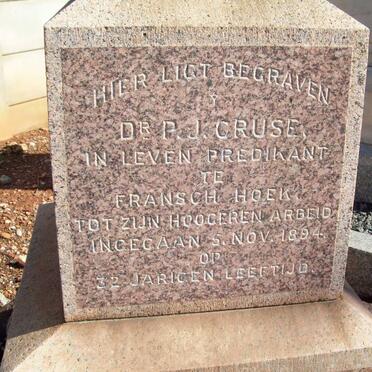 HIER LIGT BEGRAVEN
DR P. J. CRUSE,
IN LEVEN PREDIKANT
TE
FRANSCH HOEK.
TOT ZIJN HOOGEREN ARBEID
INGEGAAN 5. NOV. 1894.
OP
32 JARIGEN LEEFTIJD.